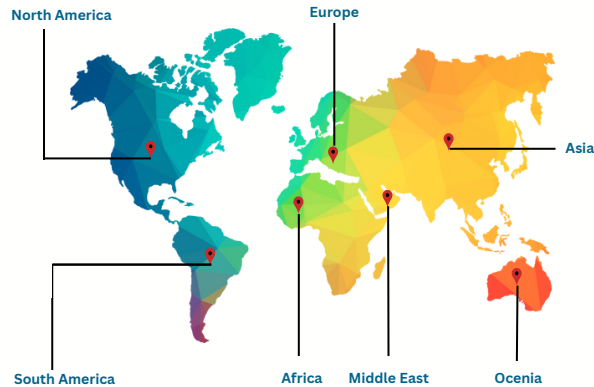 North America
Europe
Asia
South America
Africa
Middle East
Ocenia